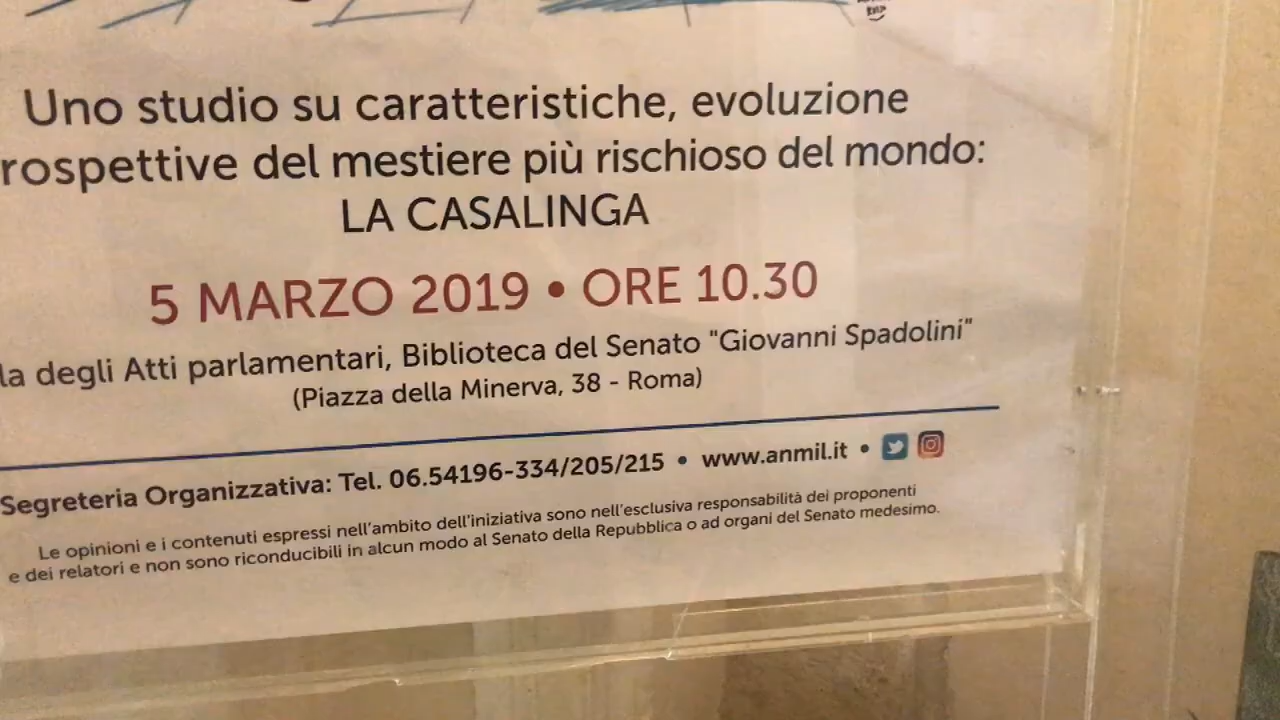 Uno studio su caratteristiche, evoluzione
rospettive del mestiere più rischioso del mondo:
LA CASALINGA
5 MARZO 2019 • ORE 10.30
la degli Atti parlamentari, Biblioteca del Senato "Giovanni Spadolini"
(Piazza della Minerva, 38 - Roma)
Segreteria Organizzativa: Tel. 06.54196-334/205/215 • www.anmil.it •
Le opinioni e i contenuti espressi nell'ambito dell'iniziativa sono nell'esclusiva responsabilità dei proponenti
e dei relatori e non sono riconducibili in alcun modo al Senato della Repubblica o ad organi del Senato medesimo.